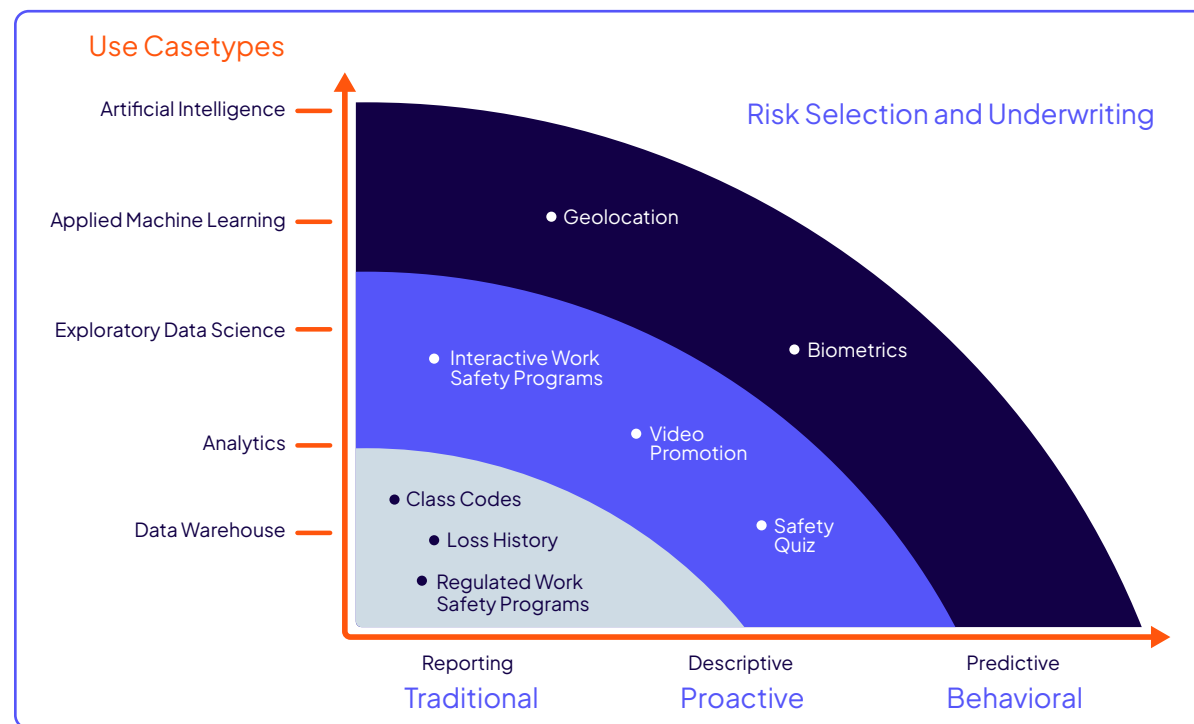 Use Casetypes
Risk Selection and Underwriting
Artificial Intelligence
Applied Machine Learning
Exploratory Data Science
Analytics
Data Warehouse
Geolocation
Biometrics
Interactive Work
Safety Programs
Video
Promotion
Safety
Quiz
Class Codes
Loss History
Regulated Work
Safety Programs
Reporting
Descriptive
Predictive
Traditional
Proactive
Behavioral